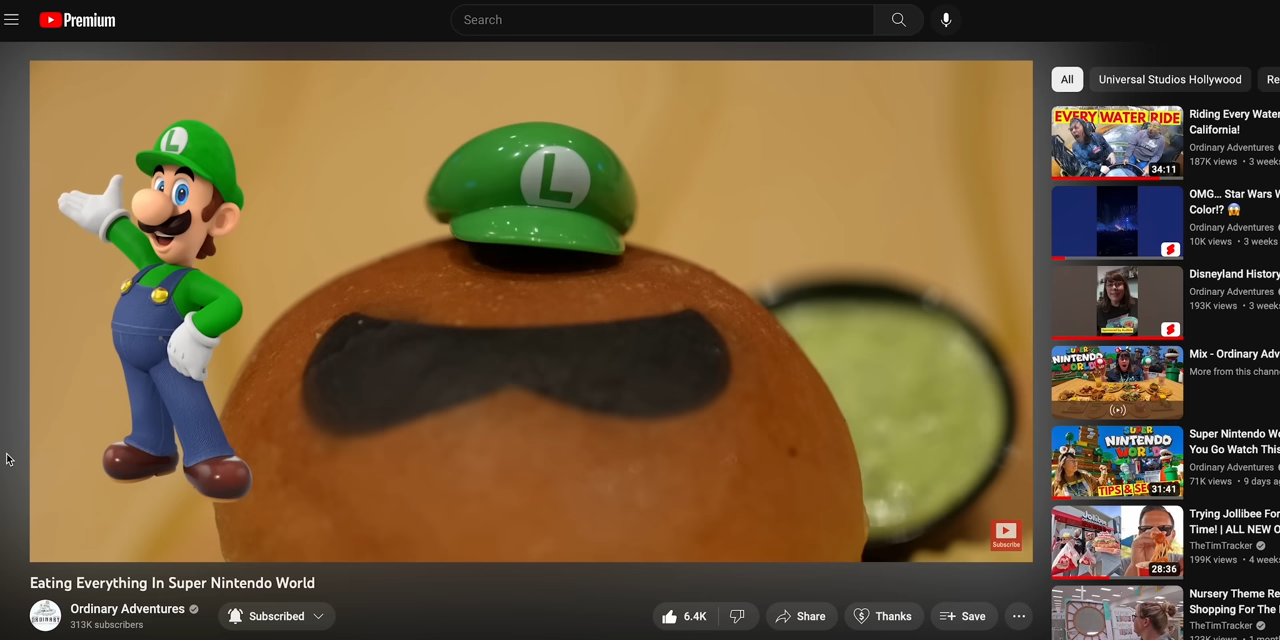 Premium
Search
L
L
Subscribe
Eating Everything In Super Nintendo World
Ordinary Adventures
313K subscribers
Subscribed
6.4K
Share
Thanks
Save
All
Universal Studios Hollywood
Re
EVERY WATER RIDE
34:11
Riding Every Water
California!
Ordinary Adventures
187K views • 3 weeks
OMG... Star Wars W
Color!? 😱
Ordinary Adventures
10K views • 3 weeks
Disneyland History
Ordinary Adventures
193K views • 3 weeks
SUPER
NINTENDO
WORLD
Mix - Ordinary Adv
More from this chann
SUPER
NINTENDO
WORLD
TIPS & SE
31:41
Super Nintendo Wo
You Go Watch This
Ordinary Adventures
71K views • 9 days a
Jollibee
28:36
Trying Jollibee For
Time! | ALL NEW O
TheTimTracker
199K views • 4 weeks
Nursery Theme Re
Shopping For The
TheTimTracker